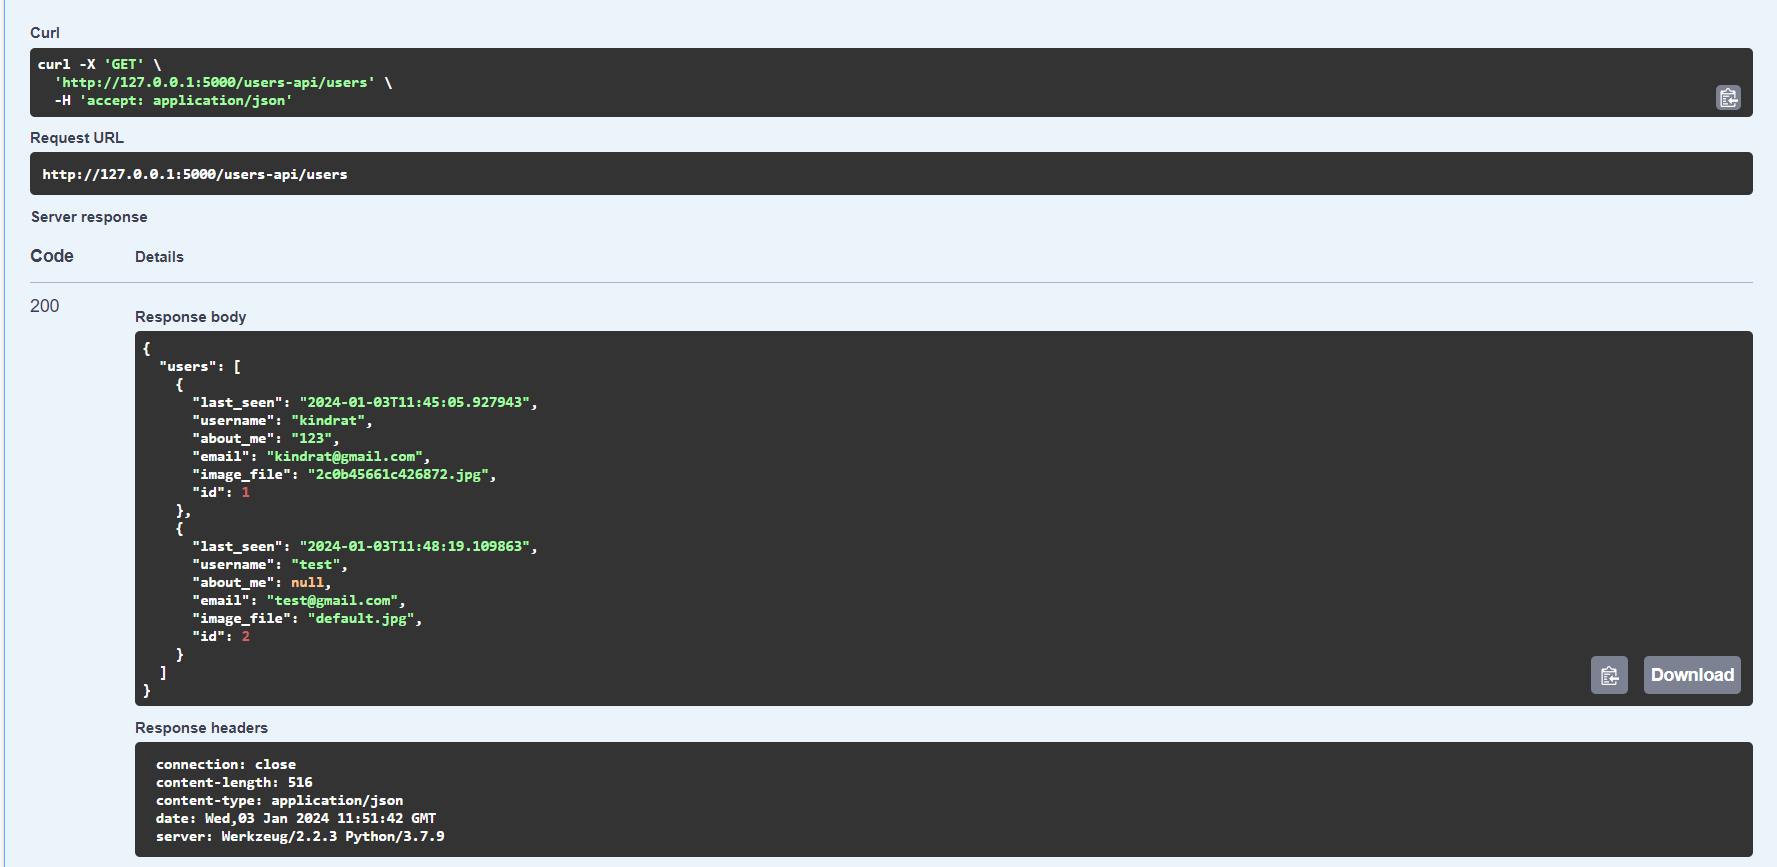 Curl
curl -X 'GET' \
  'http://127.0.0.1:5000/users-api/users' \
  -H 'accept: application/json'
Request URL
http://127.0.0.1:5000/users-api/users
Server response
Code Details
200
Response body
{
  "users": [
    {
      "last_seen": "2024-01-03T11:45:05.927943",
      "username": "kindrat",
      "about_me": "123",
      "email": "kindrat@gmail.com",
      "image_file": "2c0b45661c426872.jpg",
      "id": 1
    },
    {
      "last_seen": "2024-01-03T11:48:19.109863",
      "username": "test",
      "about_me": null,
      "email": "test@gmail.com",
      "image_file": "default.jpg",
      "id": 2
    }
  ]
}
Download
Response headers
connection: close
content-length: 516
content-type: application/json
date: Wed,03 Jan 2024 11:51:42 GMT
server: Werkzeug/2.2.3 Python/3.7.9